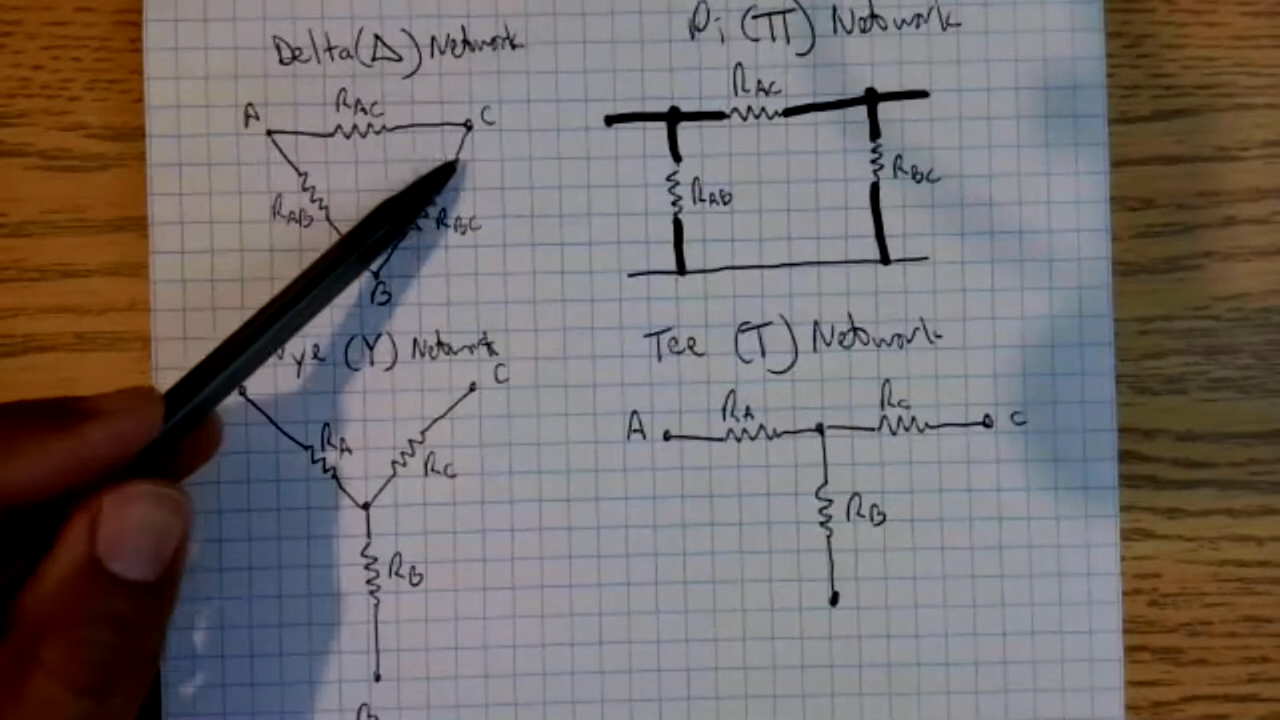 Delta (Δ) Network
A
RAC
C
RAB
RBC
B
Pi (π) Network
RAC
RAB
RBC
Wye (Y) Network
C
RA
RC
RB
B
Tee (T) Network
A
RA
RC
C
RB